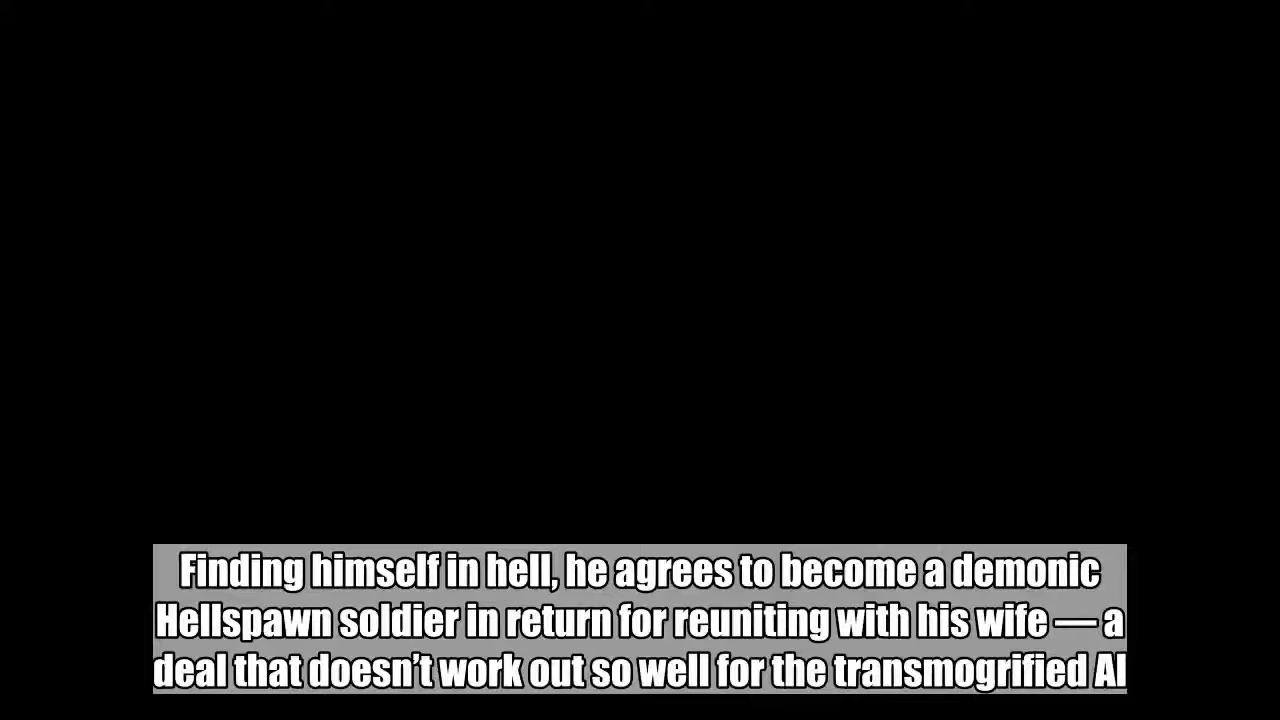 Finding himself in hell, he agrees to become a demonic
Hellspawn soldier in return for reuniting with his wife — a
deal that doesn’t work out so well for the transmogrified Al